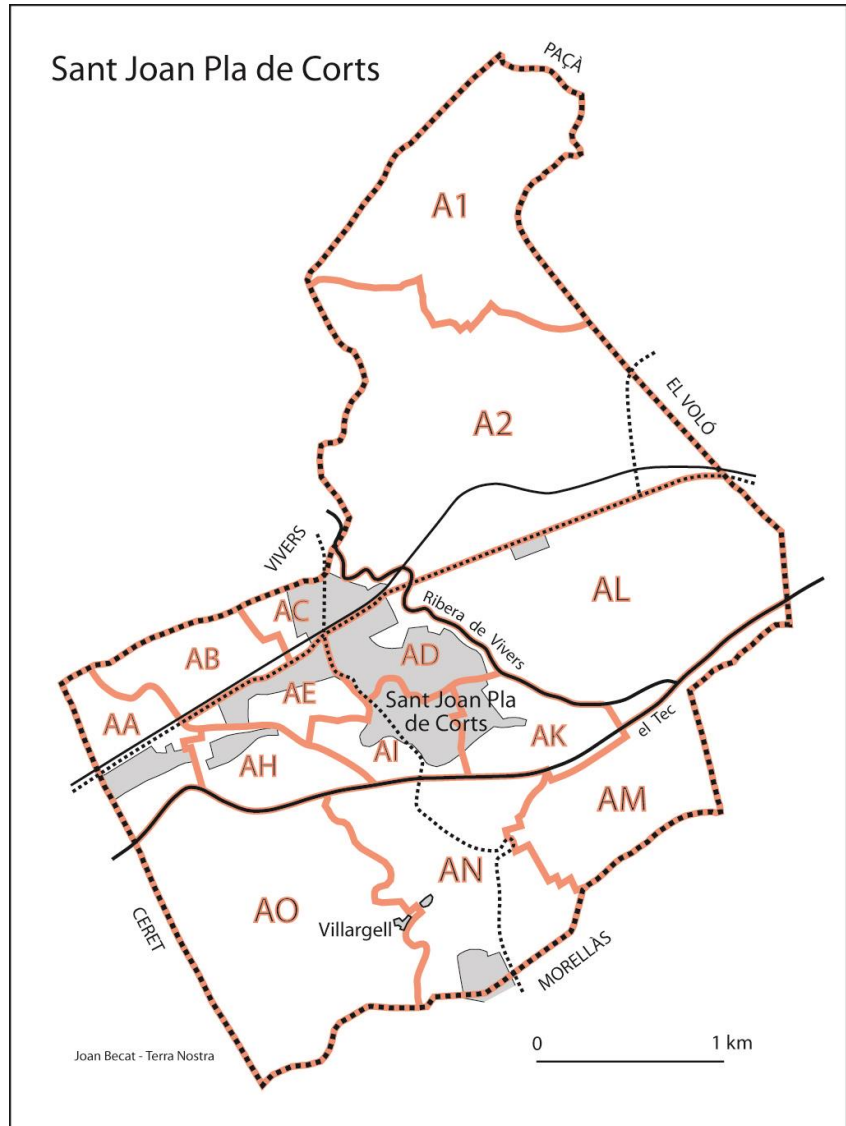 Sant Joan Pla de Corts
PAÇÀ
A1
A2
EL VOLÓ
VIVERS
AC
Ribera de Vivers
AL
AB
AD
AE
AA
Sant Joan Pla
de Corts
el Tec
AK
AI
AH
AM
AN
AO
Villargell
CERET
MORELLÀS
Joan Becat - Terra Nostra
0
1 km